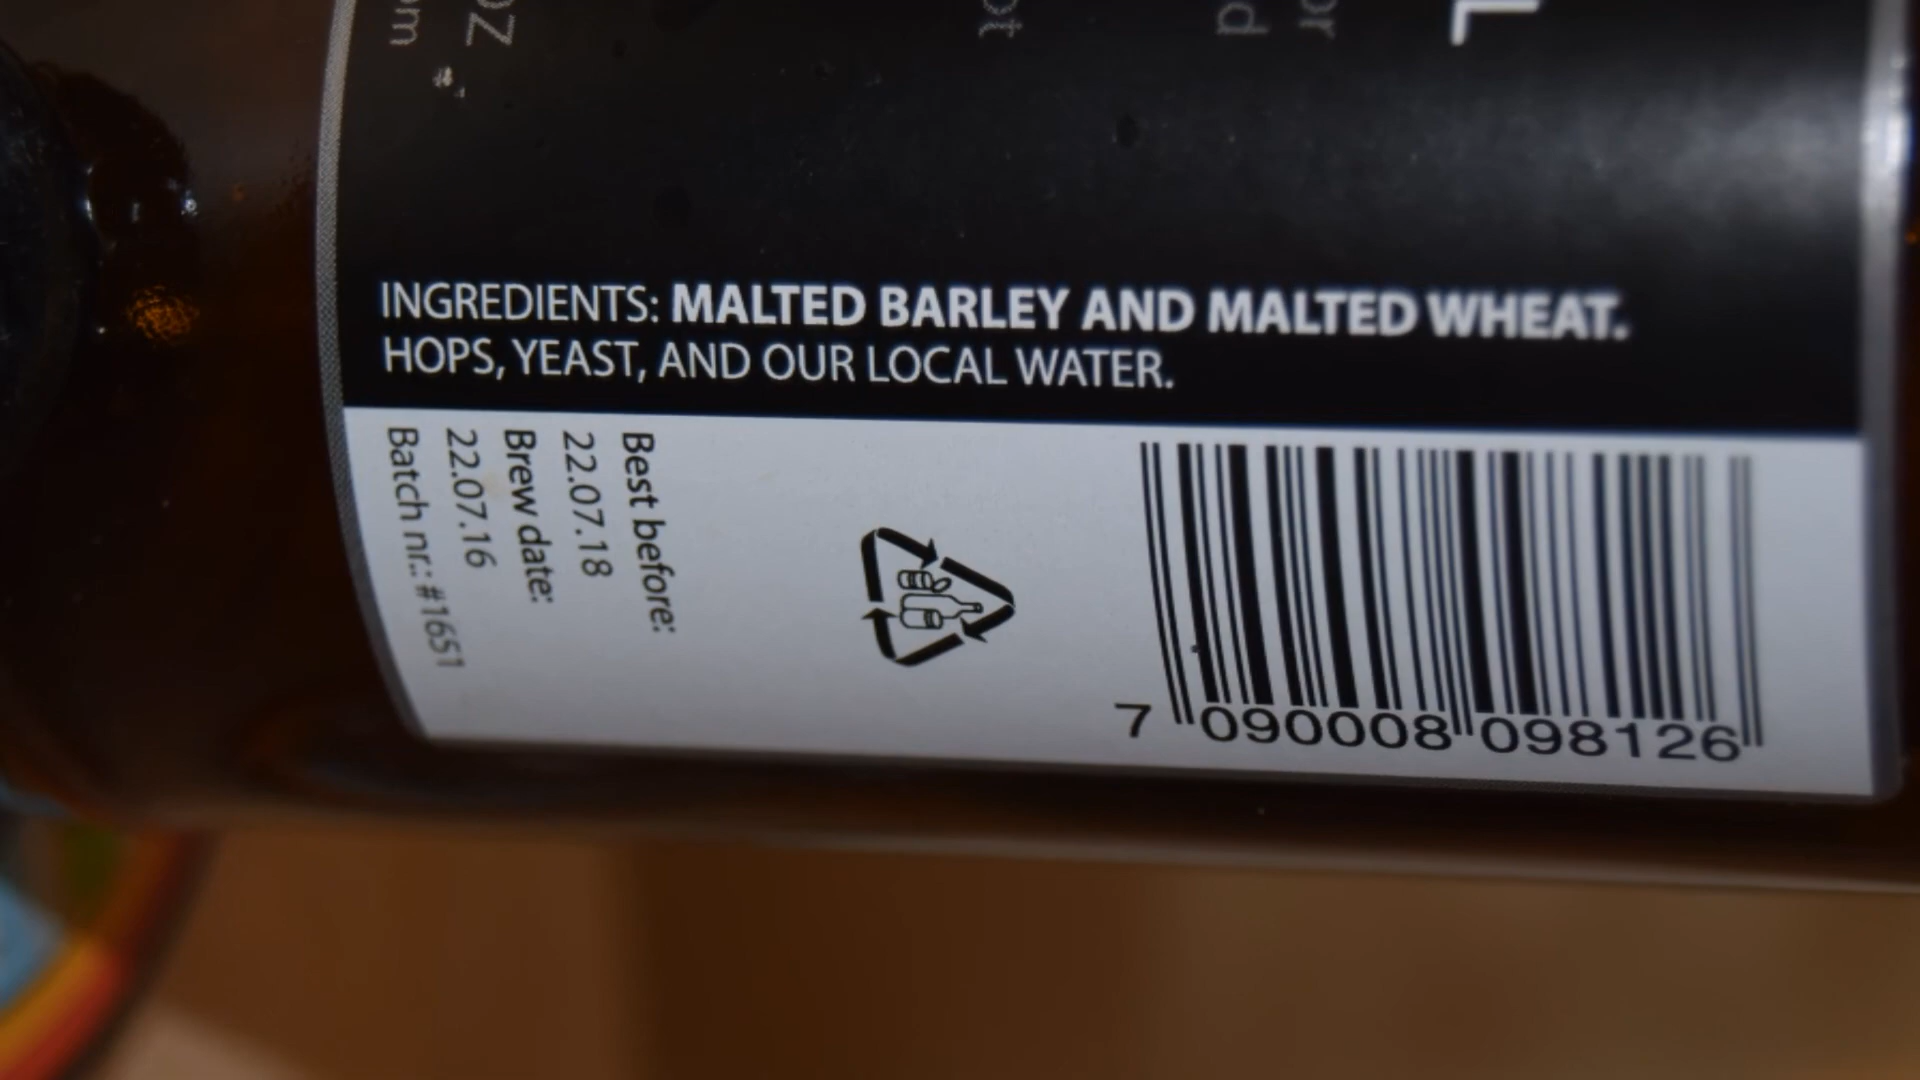 INGREDIENTS: MALTED BARLEY AND MALTED WHEAT.
HOPS, YEAST, AND OUR LOCAL WATER.
Best before:
22.07.18
Brew date:
22.07.16
Batch nr.: #1651
7 090008 098126